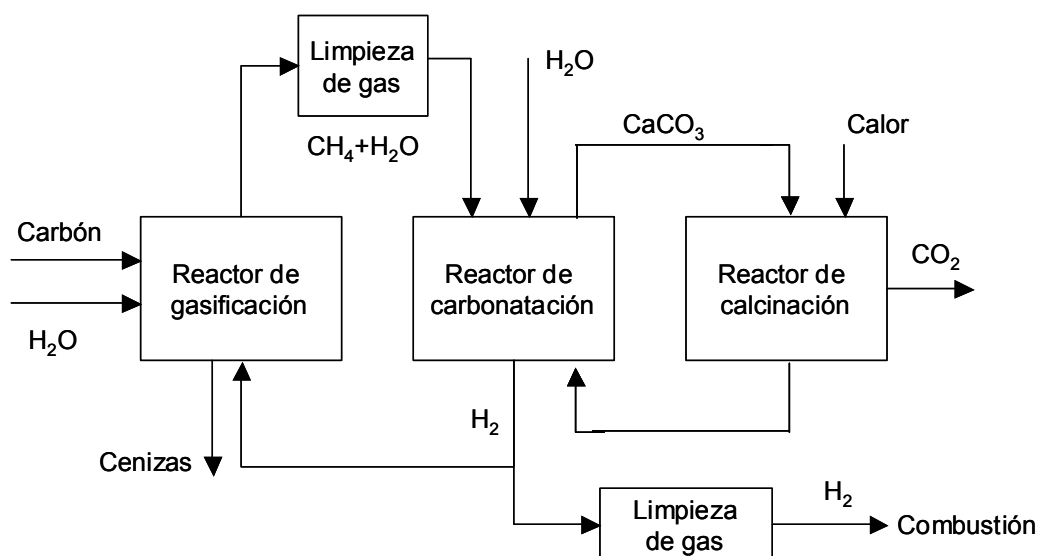 Limpieza
de gas
H₂O
CH₄+H₂O
CaCO₃
Calor
Carbón
H₂O
Reactor de
gasificación
Reactor de
carbonatación
Reactor de
calcinación
CO₂
H₂
Cenizas
Limpieza
de gas
H₂
Combustión